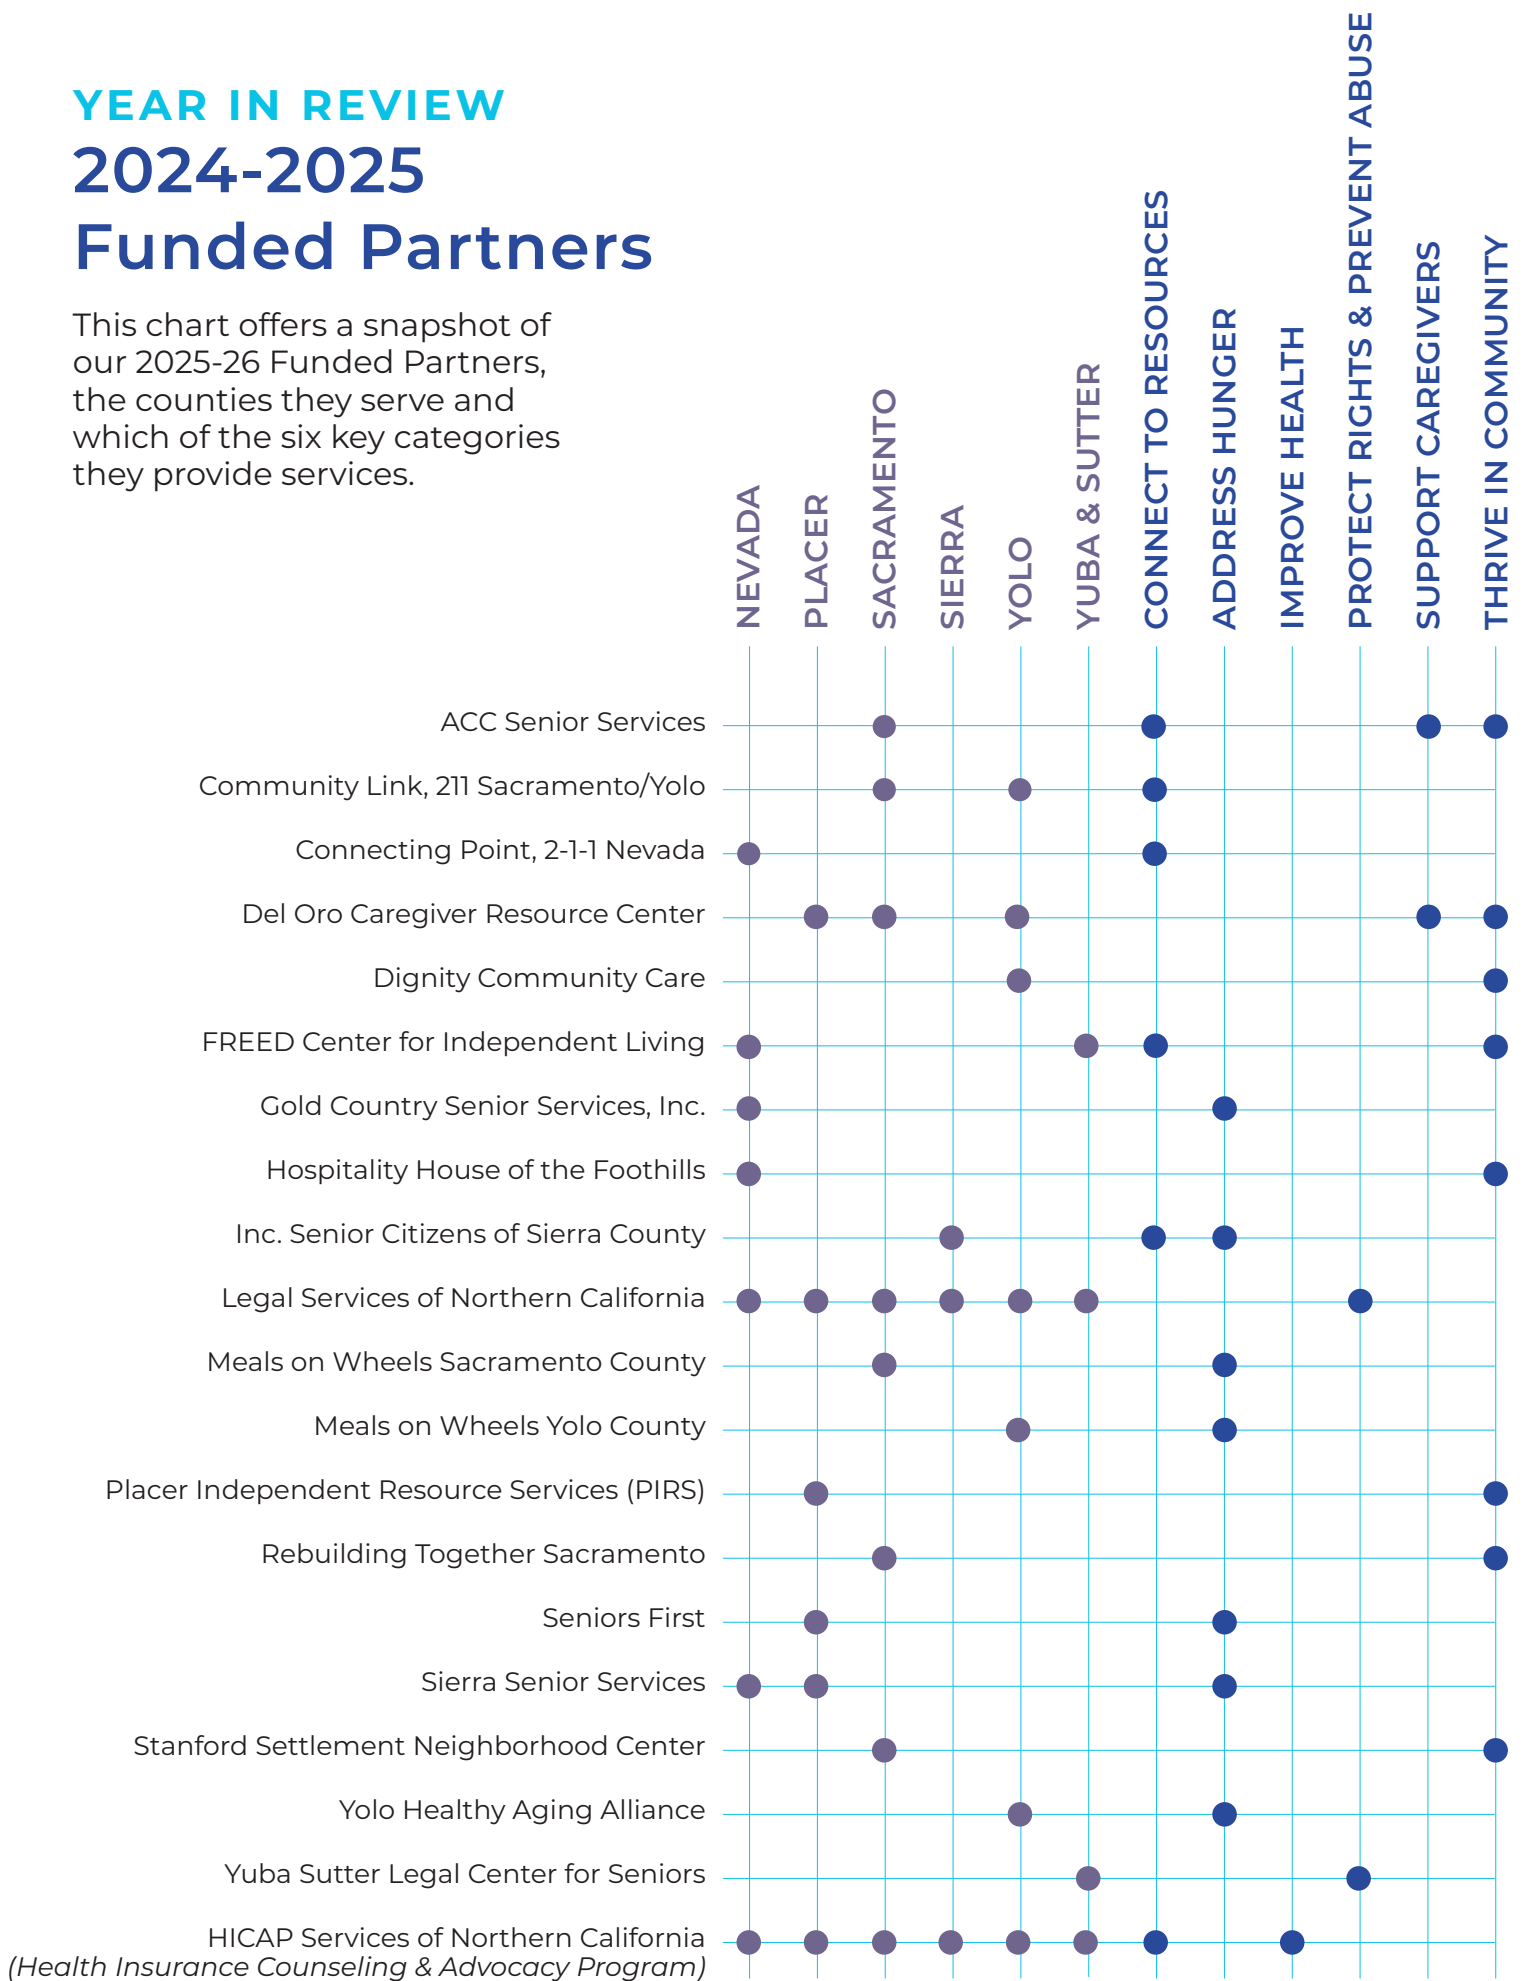 YEAR IN REVIEW
2024-2025
Funded Partners
This chart offers a snapshot of
our 2025-26 Funded Partners,
the counties they serve and
which of the six key categories
they provide services.
NEVADA
PLACER
SACRAMENTO
SIERRA
YOLO
YUBA & SUTTER
CONNECT TO RESOURCES
ADDRESS HUNGER
IMPROVE HEALTH
PROTECT RIGHTS & PREVENT ABUSE
SUPPORT CAREGIVERS
THRIVE IN COMMUNITY
ACC Senior Services
Community Link, 211 Sacramento/Yolo
Connecting Point, 2-1-1 Nevada
Del Oro Caregiver Resource Center
Dignity Community Care
FREED Center for Independent Living
Gold Country Senior Services, Inc.
Hospitality House of the Foothills
Inc. Senior Citizens of Sierra County
Legal Services of Northern California
Meals on Wheels Sacramento County
Meals on Wheels Yolo County
Placer Independent Resource Services (PIRS)
Rebuilding Together Sacramento
Seniors First
Sierra Senior Services
Stanford Settlement Neighborhood Center
Yolo Healthy Aging Alliance
Yuba Sutter Legal Center for Seniors
HICAP Services of Northern California
(Health Insurance Counseling & Advocacy Program)